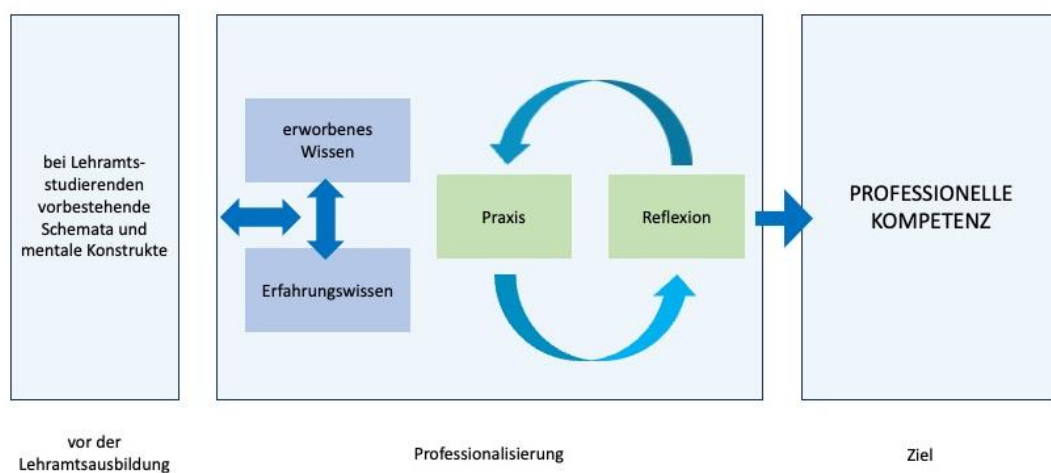 bei Lehramts-
studierenden
vorbestehende
Schemata und
mentale Konstrukte
erworbenes
Wissen
Erfahrungswissen
Praxis
Reflexion
PROFESSIONELLE
KOMPETENZ
vor der
Lehramtsausbildung
Professionalisierung
Ziel